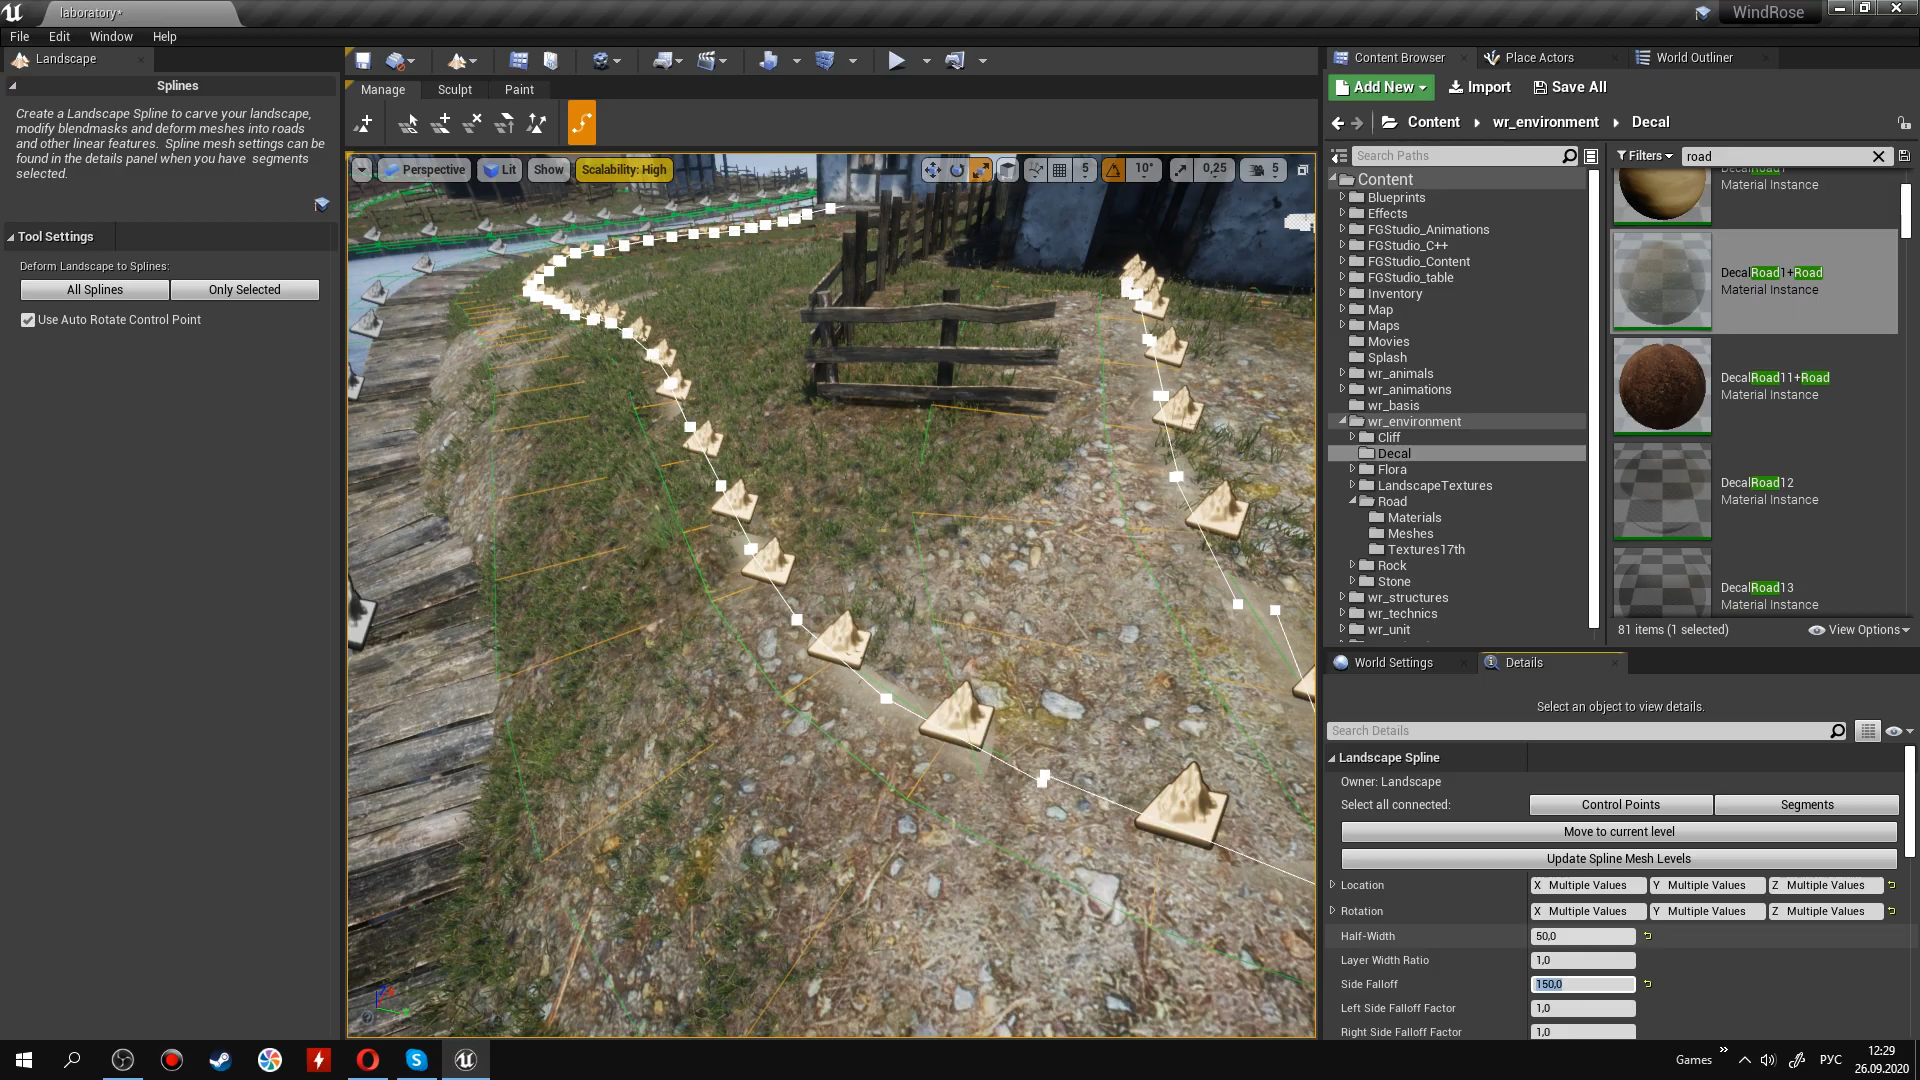 laboratory*
WindRose
File Edit Window Help
Landscape
Splines
Create a Landscape Spline to carve your landscape,
modify blendmasks and deform meshes into roads
and other linear features. Spline mesh settings can be
found in the details panel when you have segments
selected.
Tool Settings
Deform Landscape to Splines:
All Splines Only Selected
Use Auto Rotate Control Point
Manage Sculpt Paint
Perspective Lit Show Scalability: High
5 10° 0,25 5
Content Browser Place Actors World Outliner
Add New Import Save All
Content wr_environment Decal
Search Paths
Filters road
Content
Blueprints
Effects
FGStudio_Animations
FGStudio_C++
FGStudio_Content
FGStudio_table
Inventory
Map
Maps
Movies
Splash
wr_animals
wr_animations
wr_basis
wr_environment
Cliff
Decal
Flora
LandscapeTextures
Road
Materials
Meshes
Textures17th
Rock
Stone
wr_structures
wr_technics
wr_unit
Material Instance
DecalRoad1+Road
Material Instance
DecalRoad11+Road
Material Instance
DecalRoad12
Material Instance
DecalRoad13
Material Instance
81 items (1 selected)
View Options
World Settings Details
Select an object to view details.
Search Details
Landscape Spline
Owner: Landscape
Select all connected: Control Points Segments
Move to current level
Update Spline Mesh Levels
Location X Multiple Values Y Multiple Values Z Multiple Values
Rotation X Multiple Values Y Multiple Values Z Multiple Values
Half-Width 50,0
Layer Width Ratio 1,0
Side Falloff 150,0
Left Side Falloff Factor 1,0
Right Side Falloff Factor 1,0
Games
РУС
12:29
26.09.2020